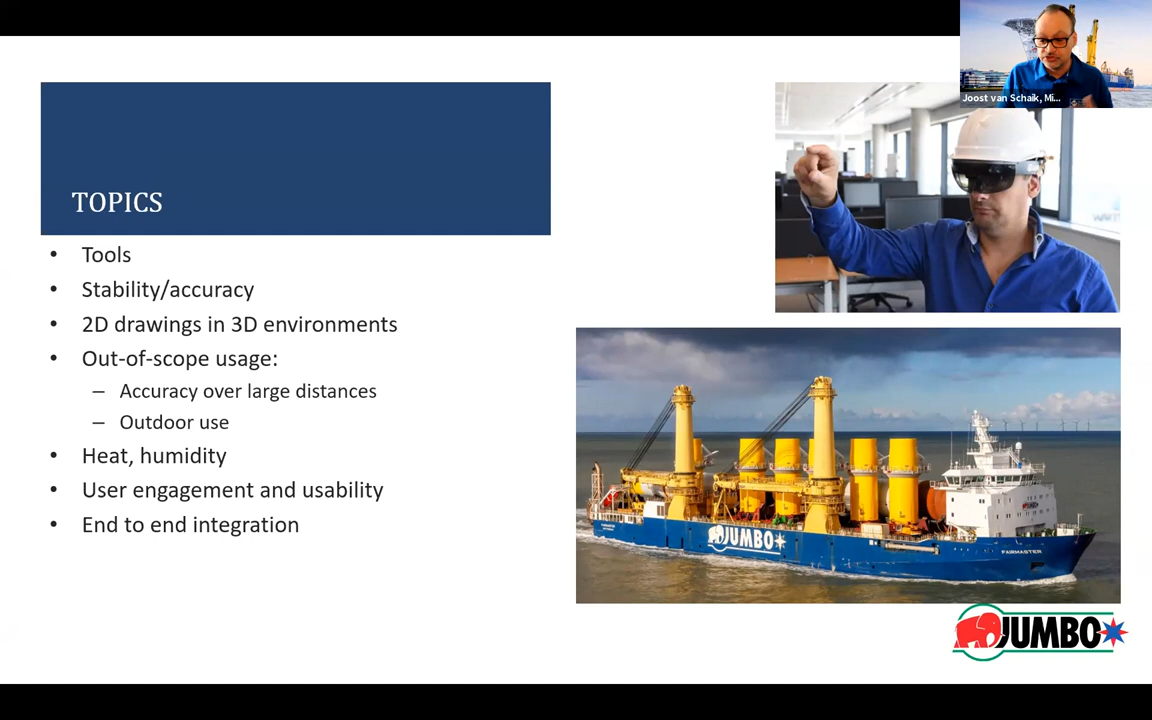 Joost van Schaik, Mi...
TOPICS
• Tools
• Stability/accuracy
• 2D drawings in 3D environments
• Out-of-scope usage:
– Accuracy over large distances
– Outdoor use
• Heat, humidity
• User engagement and usability
• End to end integration
JUMBO
FAIRMASTER
JUMBO